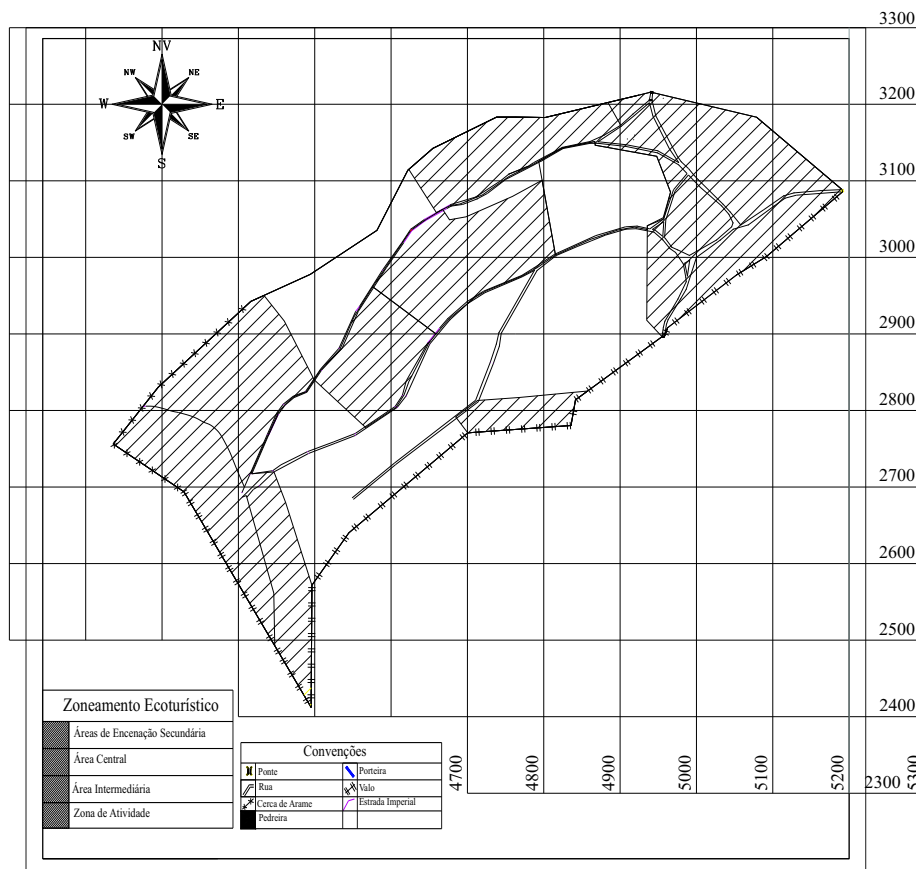 3300
NV
NW
NE
W
E
SW
SE
S
3200
3100
3000
2900
2800
2700
2600
2500
2400
2300
Zoneamento Ecoturístico
Áreas de Encenação Secundária
Área Central
Área Intermediária
Zona de Atividade
Convenções
Ponte
Porteira
Rua
Valo
Cerca de Arame
Estrada Imperial
Pedreira
4700
4800
4900
5000
5100
5200
5300